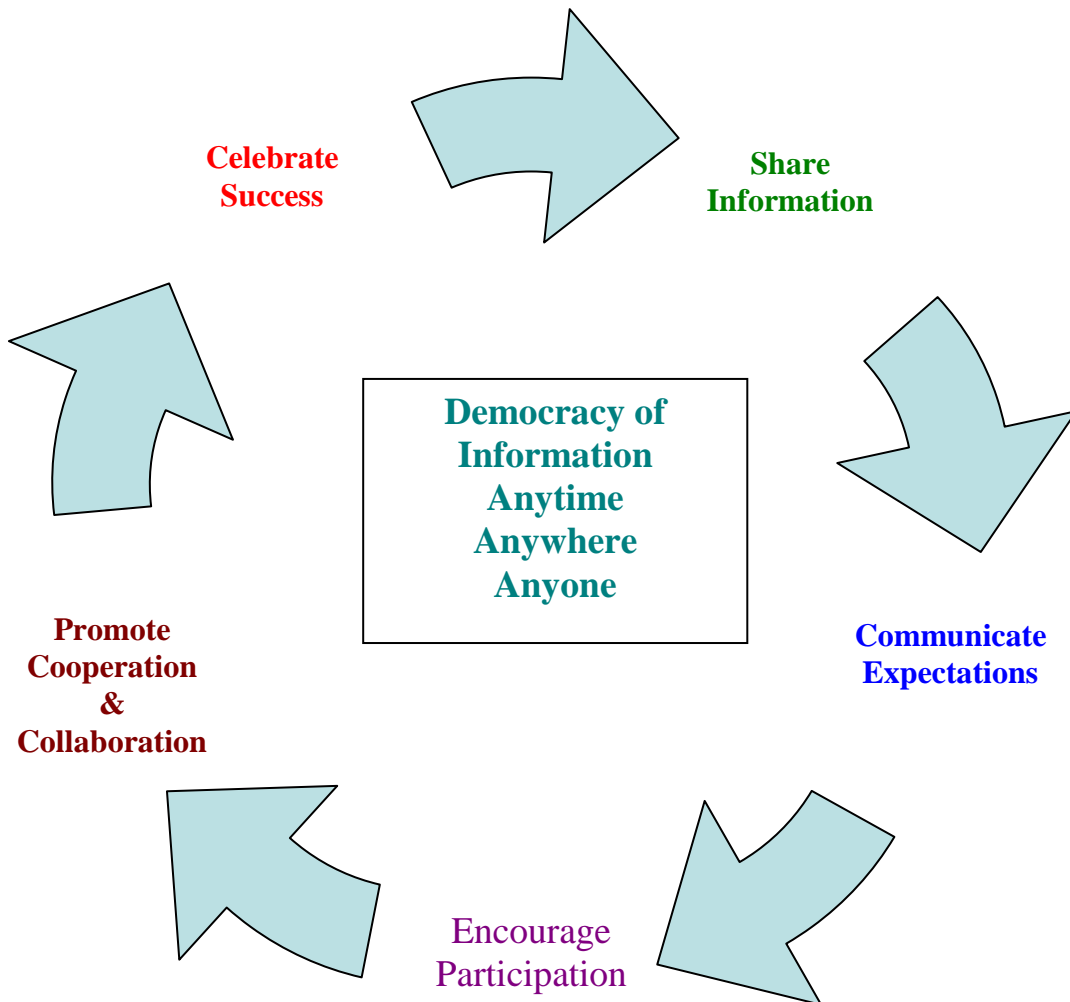 Celebrate
Success
Share
Information
Democracy of
Information
Anytime
Anywhere
Anyone
Promote
Cooperation
&
Collaboration
Communicate
Expectations
Encourage
Participation